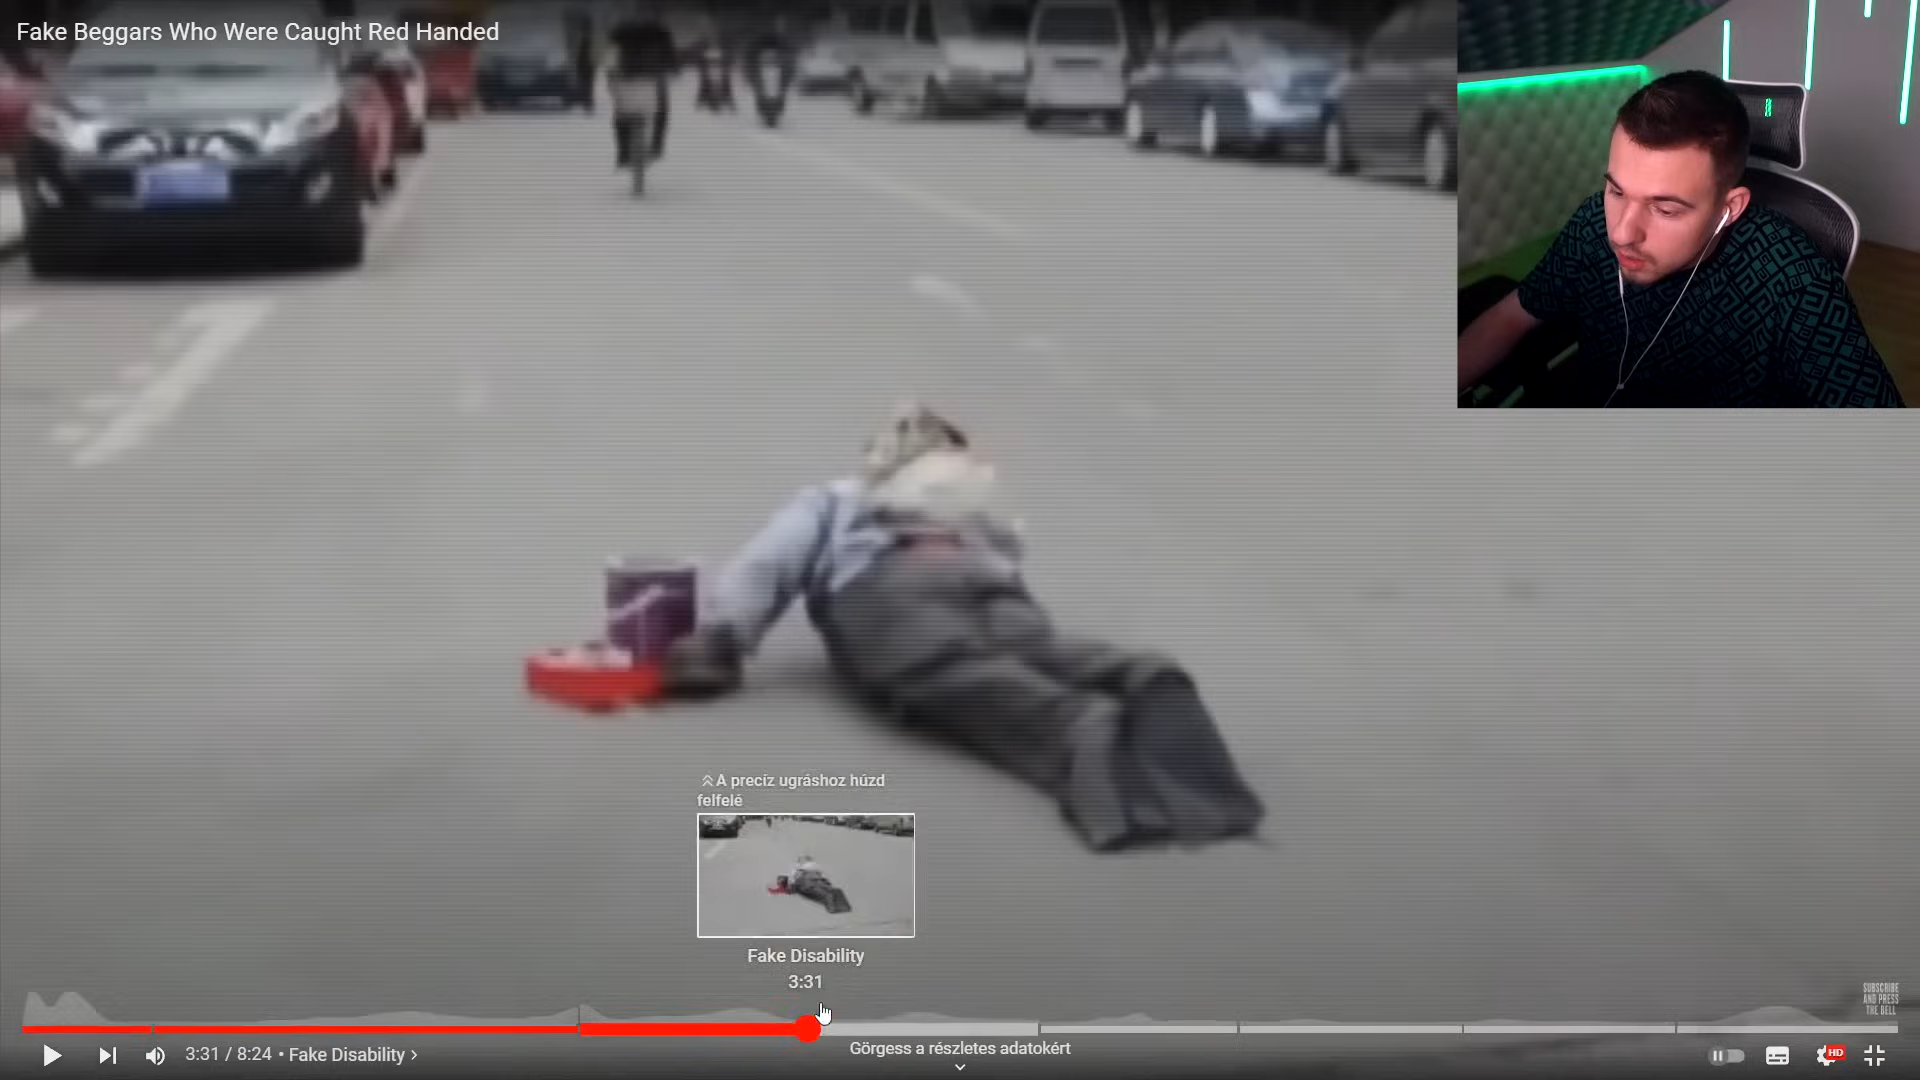 Fake Beggars Who Were Caught Red Handed
A precíz ugráshoz húzd
felfelé
Fake Disability
3:31
SUBSCRIBE
AND PRESS
THE BELL
3:31 / 8:24 • Fake Disability
Görgess a részletes adatokért
HD